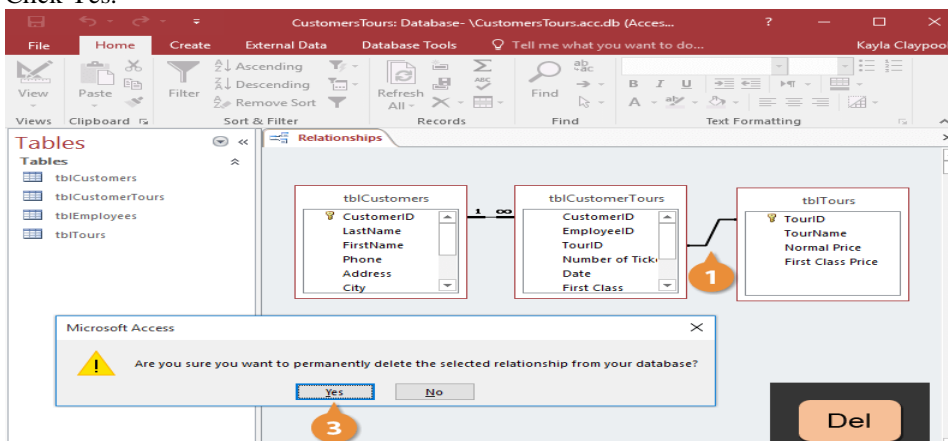 Click Yes.
CustomersTours: Database- \CustomersTours.acc.db (Acces... ?
File Home Create External Data Database Tools Tell me what you want to do... Kayla Claypoo
View Paste Filter Ascending Descending Remove Sort Refresh All Find ab ac B I U A
Views Clipboard Sort & Filter Records Find Text Formatting
Tables
Tables
tblCustomers
tblCustomerTours
tblEmployees
tblTours
Relationships
tblCustomers
CustomerID
LastName
FirstName
Phone
Address
City
1 ∞
tblCustomerTours
CustomerID
EmployeeID
TourID
Number of Tick
Date
First Class
1
tblTours
TourID
TourName
Normal Price
First Class Price
Microsoft Access
Are you sure you want to permanently delete the selected relationship from your database?
Yes No
3
Del